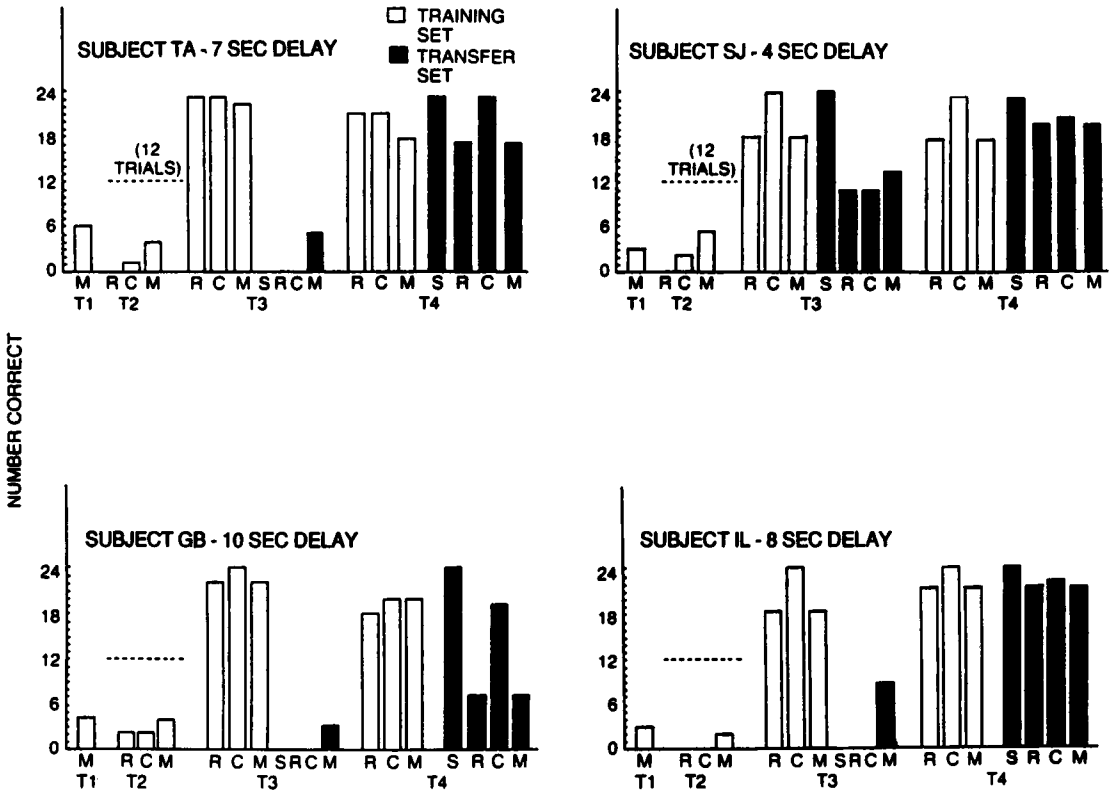 TRAINING
SET
TRANSFER
SET
SUBJECT TA - 7 SEC DELAY
24
18
12
6
0
(12
TRIALS)
M R C M R C M S R C M R C M S R C M
T1 T2 T3 T4
SUBJECT SJ - 4 SEC DELAY
24
18
12
6
0
(12
TRIALS)
M R C M R C M S R C M R C M S R C M
T1 T2 T3 T4
NUMBER CORRECT
SUBJECT GB - 10 SEC DELAY
24
18
12
6
0
M R C M R C M S R C M R C M S R C M
T1 T2 T3 T4
SUBJECT IL - 8 SEC DELAY
24
18
12
6
0
M R C M R C M S R C M R C M S R C M
T1 T2 T3 T4